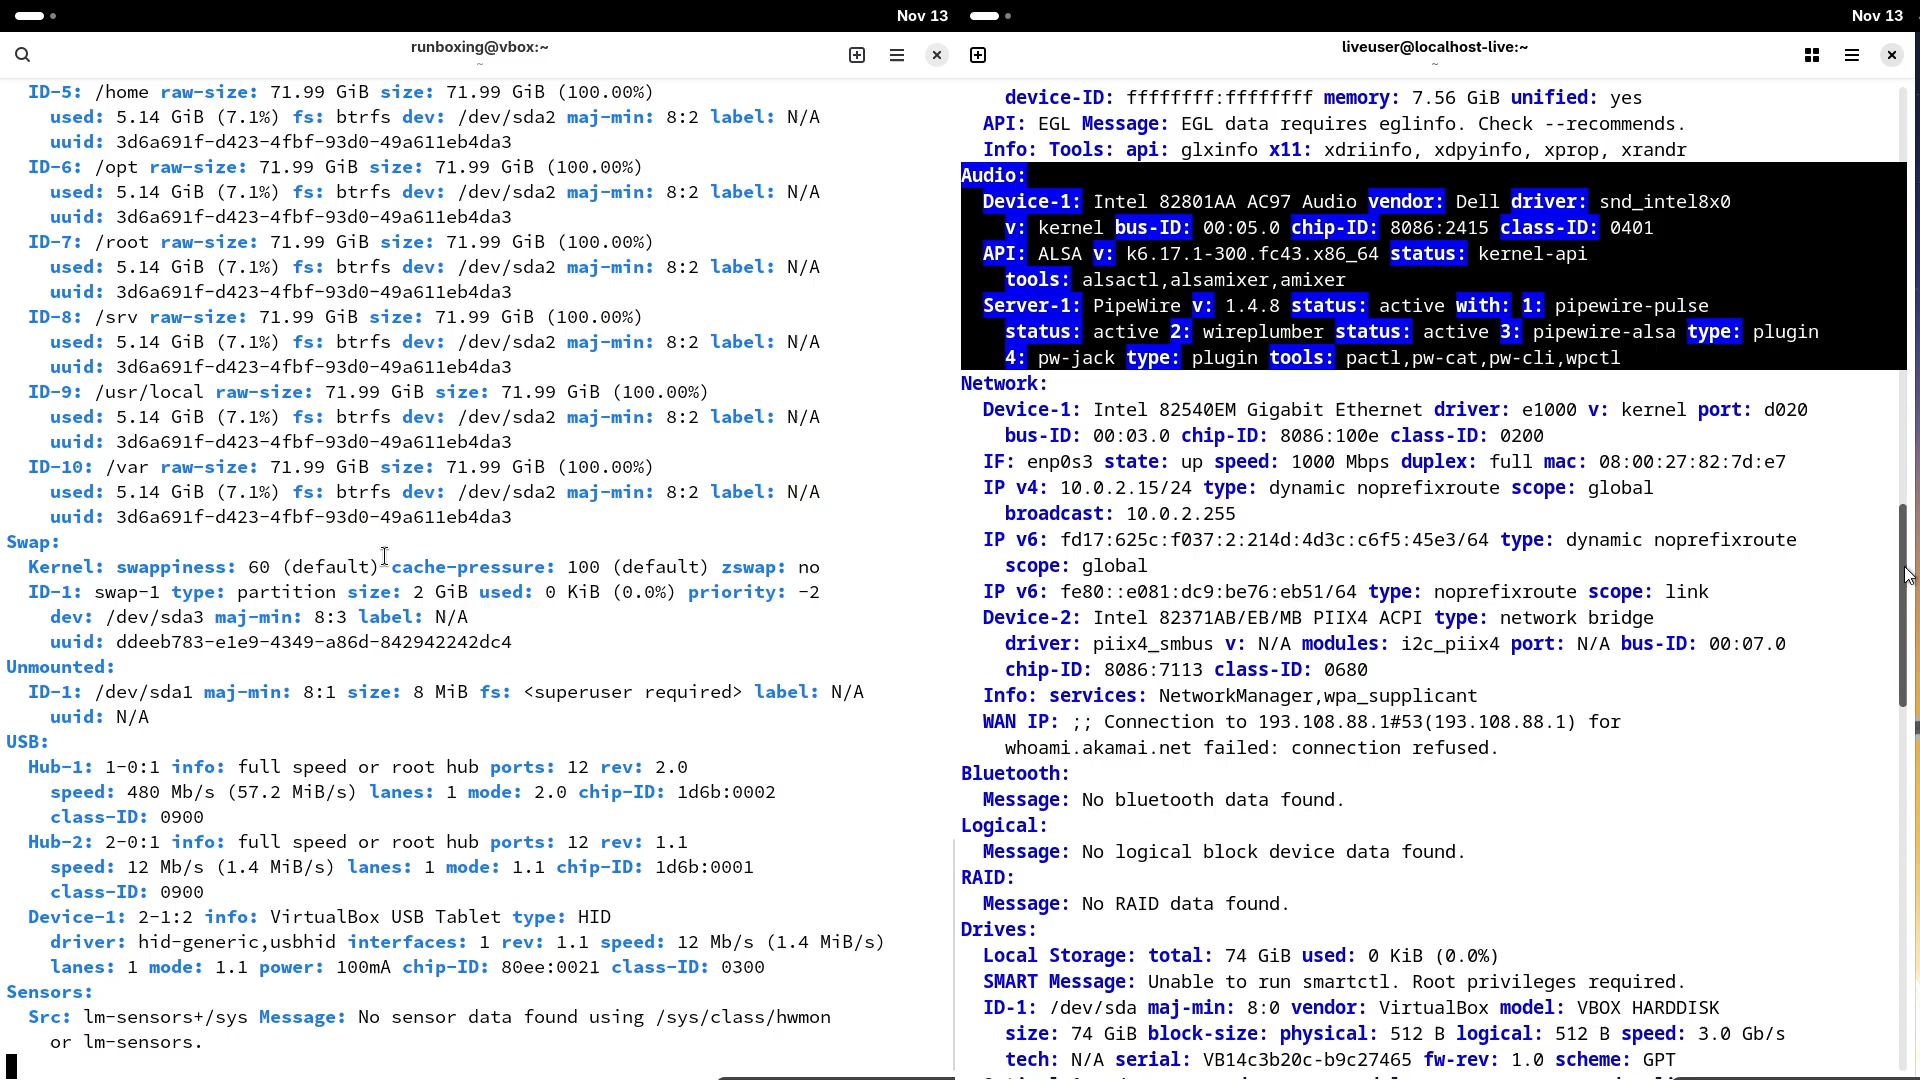 Nov 13
runboxing@vbox:~
~
ID-5: /home raw-size: 71.99 GiB size: 71.99 GiB (100.00%)
used: 5.14 GiB (7.1%) fs: btrfs dev: /dev/sda2 maj-min: 8:2 label: N/A
uuid: 3d6a691f-d423-4fbf-93d0-49a611eb4da3
ID-6: /opt raw-size: 71.99 GiB size: 71.99 GiB (100.00%)
used: 5.14 GiB (7.1%) fs: btrfs dev: /dev/sda2 maj-min: 8:2 label: N/A
uuid: 3d6a691f-d423-4fbf-93d0-49a611eb4da3
ID-7: /root raw-size: 71.99 GiB size: 71.99 GiB (100.00%)
used: 5.14 GiB (7.1%) fs: btrfs dev: /dev/sda2 maj-min: 8:2 label: N/A
uuid: 3d6a691f-d423-4fbf-93d0-49a611eb4da3
ID-8: /srv raw-size: 71.99 GiB size: 71.99 GiB (100.00%)
used: 5.14 GiB (7.1%) fs: btrfs dev: /dev/sda2 maj-min: 8:2 label: N/A
uuid: 3d6a691f-d423-4fbf-93d0-49a611eb4da3
ID-9: /usr/local raw-size: 71.99 GiB size: 71.99 GiB (100.00%)
used: 5.14 GiB (7.1%) fs: btrfs dev: /dev/sda2 maj-min: 8:2 label: N/A
uuid: 3d6a691f-d423-4fbf-93d0-49a611eb4da3
ID-10: /var raw-size: 71.99 GiB size: 71.99 GiB (100.00%)
used: 5.14 GiB (7.1%) fs: btrfs dev: /dev/sda2 maj-min: 8:2 label: N/A
uuid: 3d6a691f-d423-4fbf-93d0-49a611eb4da3
Swap:
Kernel: swappiness: 60 (default) cache-pressure: 100 (default) zswap: no
ID-1: swap-1 type: partition size: 2 GiB used: 0 KiB (0.0%) priority: -2
dev: /dev/sda3 maj-min: 8:3 label: N/A
uuid: ddeeb783-e1e9-4349-a86d-842942242dc4
Unmounted:
ID-1: /dev/sda1 maj-min: 8:1 size: 8 MiB fs: <superuser required> label: N/A
uuid: N/A
USB:
Hub-1: 1-0:1 info: full speed or root hub ports: 12 rev: 2.0
speed: 480 Mb/s (57.2 MiB/s) lanes: 1 mode: 2.0 chip-ID: 1d6b:0002
class-ID: 0900
Hub-2: 2-0:1 info: full speed or root hub ports: 12 rev: 1.1
speed: 12 Mb/s (1.4 MiB/s) lanes: 1 mode: 1.1 chip-ID: 1d6b:0001
class-ID: 0900
Device-1: 2-1:2 info: VirtualBox USB Tablet type: HID
driver: hid-generic,usbhid interfaces: 1 rev: 1.1 speed: 12 Mb/s (1.4 MiB/s)
lanes: 1 mode: 1.1 power: 100mA chip-ID: 80ee:0021 class-ID: 0300
Sensors:
Src: lm-sensors+/sys Message: No sensor data found using /sys/class/hwmon
or lm-sensors.
Nov 13
liveuser@localhost-live:~
~
device-ID: ffffffff:ffffffff memory: 7.56 GiB unified: yes
API: EGL Message: EGL data requires eglinfo. Check --recommends.
Info: Tools: api: glxinfo x11: xdriinfo, xdpyinfo, xprop, xrandr
Audio:
Device-1: Intel 82801AA AC97 Audio vendor: Dell driver: snd_intel8x0
v: kernel bus-ID: 00:05.0 chip-ID: 8086:2415 class-ID: 0401
API: ALSA v: k6.17.1-300.fc43.x86_64 status: kernel-api
tools: alsactl,alsamixer,amixer
Server-1: PipeWire v: 1.4.8 status: active with: 1: pipewire-pulse
status: active 2: wireplumber status: active 3: pipewire-alsa type: plugin
4: pw-jack type: plugin tools: pactl,pw-cat,pw-cli,wpctl
Network:
Device-1: Intel 82540EM Gigabit Ethernet driver: e1000 v: kernel port: d020
bus-ID: 00:03.0 chip-ID: 8086:100e class-ID: 0200
IF: enp0s3 state: up speed: 1000 Mbps duplex: full mac: 08:00:27:82:7d:e7
IP v4: 10.0.2.15/24 type: dynamic noprefixroute scope: global
broadcast: 10.0.2.255
IP v6: fd17:625c:f037:2:214d:4d3c:c6f5:45e3/64 type: dynamic noprefixroute
scope: global
IP v6: fe80::e081:dc9:be76:eb51/64 type: noprefixroute scope: link
Device-2: Intel 82371AB/EB/MB PIIX4 ACPI type: network bridge
driver: piix4_smbus v: N/A modules: i2c_piix4 port: N/A bus-ID: 00:07.0
chip-ID: 8086:7113 class-ID: 0680
Info: services: NetworkManager,wpa_supplicant
WAN IP: ;; Connection to 193.108.88.1#53(193.108.88.1) for
whoami.akamai.net failed: connection refused.
Bluetooth:
Message: No bluetooth data found.
Logical:
Message: No logical block device data found.
RAID:
Message: No RAID data found.
Drives:
Local Storage: total: 74 GiB used: 0 KiB (0.0%)
SMART Message: Unable to run smartctl. Root privileges required.
ID-1: /dev/sda maj-min: 8:0 vendor: VirtualBox model: VBOX HARDDISK
size: 74 GiB block-size: physical: 512 B logical: 512 B speed: 3.0 Gb/s
tech: N/A serial: VB14c3b20c-b9c27465 fw-rev: 1.0 scheme: GPT